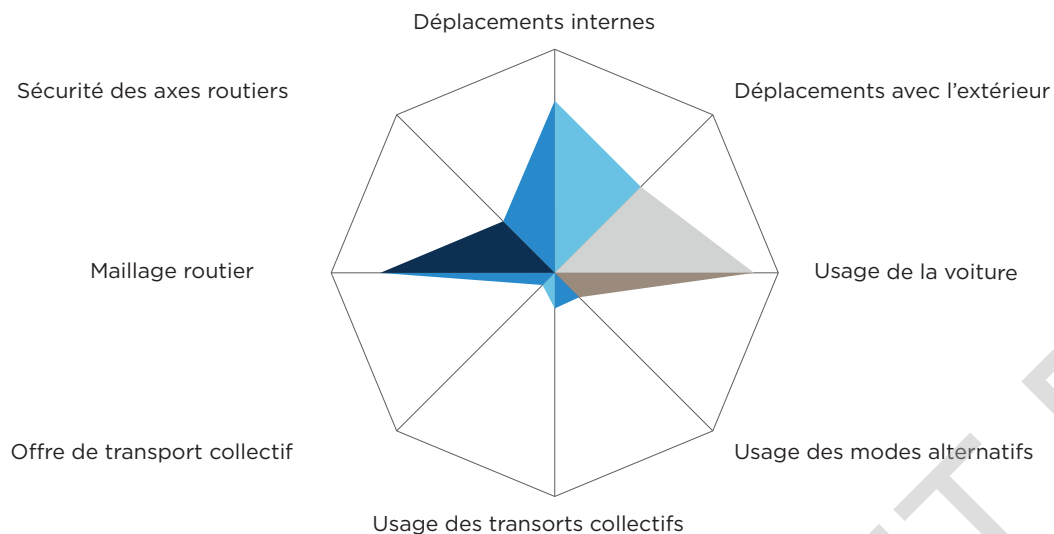 Déplacements internes
Sécurité des axes routiers
Déplacements avec l'extérieur
Maillage routier
Usage de la voiture
Offre de transport collectif
Usage des modes alternatifs
Usage des transorts collectifs